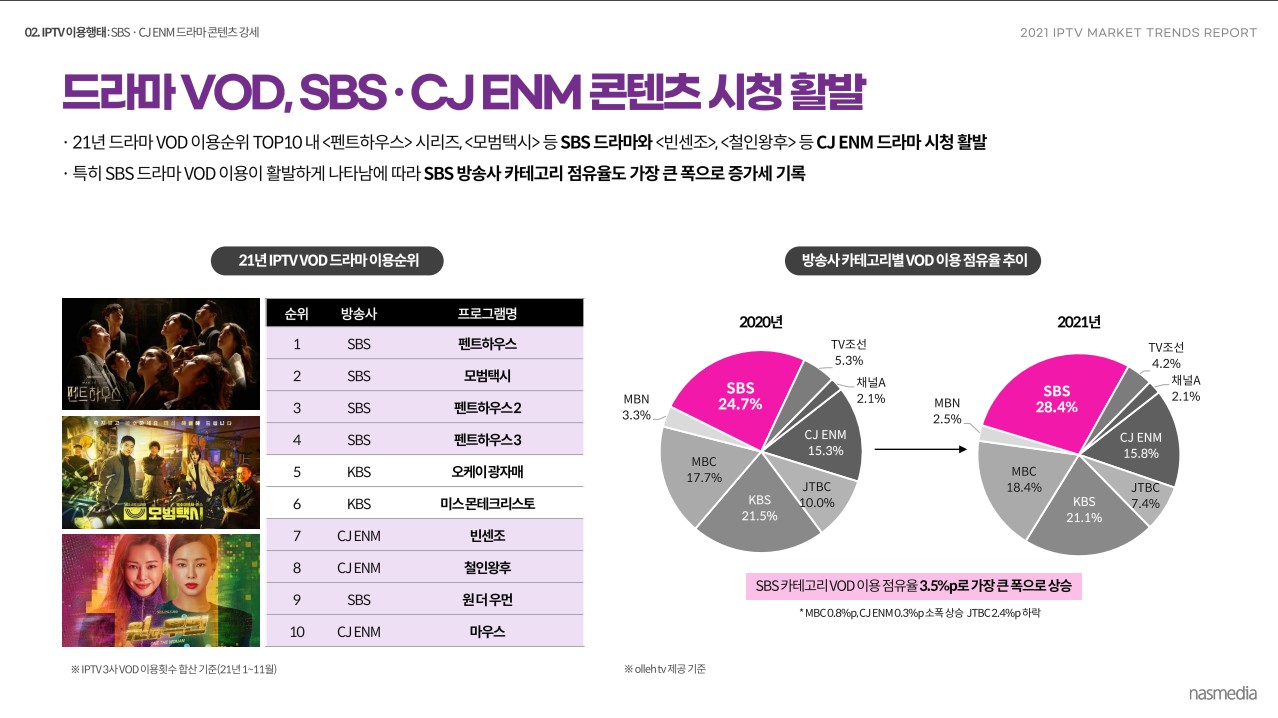 02. IPTV 이용행태 : SBS · CJ ENM 드라마 콘텐츠 강세
2021 IPTV MARKET TRENDS REPORT
드라마 VOD, SBS · CJ ENM 콘텐츠 시청 활발
· 21년 드라마 VOD 이용순위 TOP10 내 <펜트하우스> 시리즈, <모범택시> 등 SBS 드라마와 <빈센조>, <철인왕후> 등 CJ ENM 드라마 시청 활발
· 특히 SBS 드라마 VOD 이용이 활발하게 나타남에 따라 SBS 방송사 카테고리 점유율도 가장 큰 폭으로 증가세 기록
21년 IPTV VOD 드라마 이용순위
펜트하우스
모범택시
원더우먼
순위 방송사 프로그램명
1 SBS 펜트하우스
2 SBS 모범택시
3 SBS 펜트하우스2
4 SBS 펜트하우스3
5 KBS 오케이 광자매
6 KBS 미스 몬테크리스토
7 CJ ENM 빈센조
8 CJ ENM 철인왕후
9 SBS 원 더 우먼
10 CJ ENM 마우스
※ IPTV 3사 VOD 이용횟수 합산 기준(21년 1~11월)
방송사 카테고리별 VOD 이용 점유율 추이
2020년
TV조선
5.3%
채널A
2.1%
CJ ENM
15.3%
JTBC
10.0%
KBS
21.5%
MBC
17.7%
MBN
3.3%
SBS
24.7%
2021년
TV조선
4.2%
채널A
2.1%
CJ ENM
15.8%
JTBC
7.4%
KBS
21.1%
MBC
18.4%
MBN
2.5%
SBS
28.4%
SBS 카테고리 VOD 이용 점유율 3.5%p로 가장 큰 폭으로 상승
* MBC 0.8%p, CJ ENM 0.3%p 소폭 상승 JTBC 2.4%p 하락
※ olleh tv 제공 기준
nasmedia